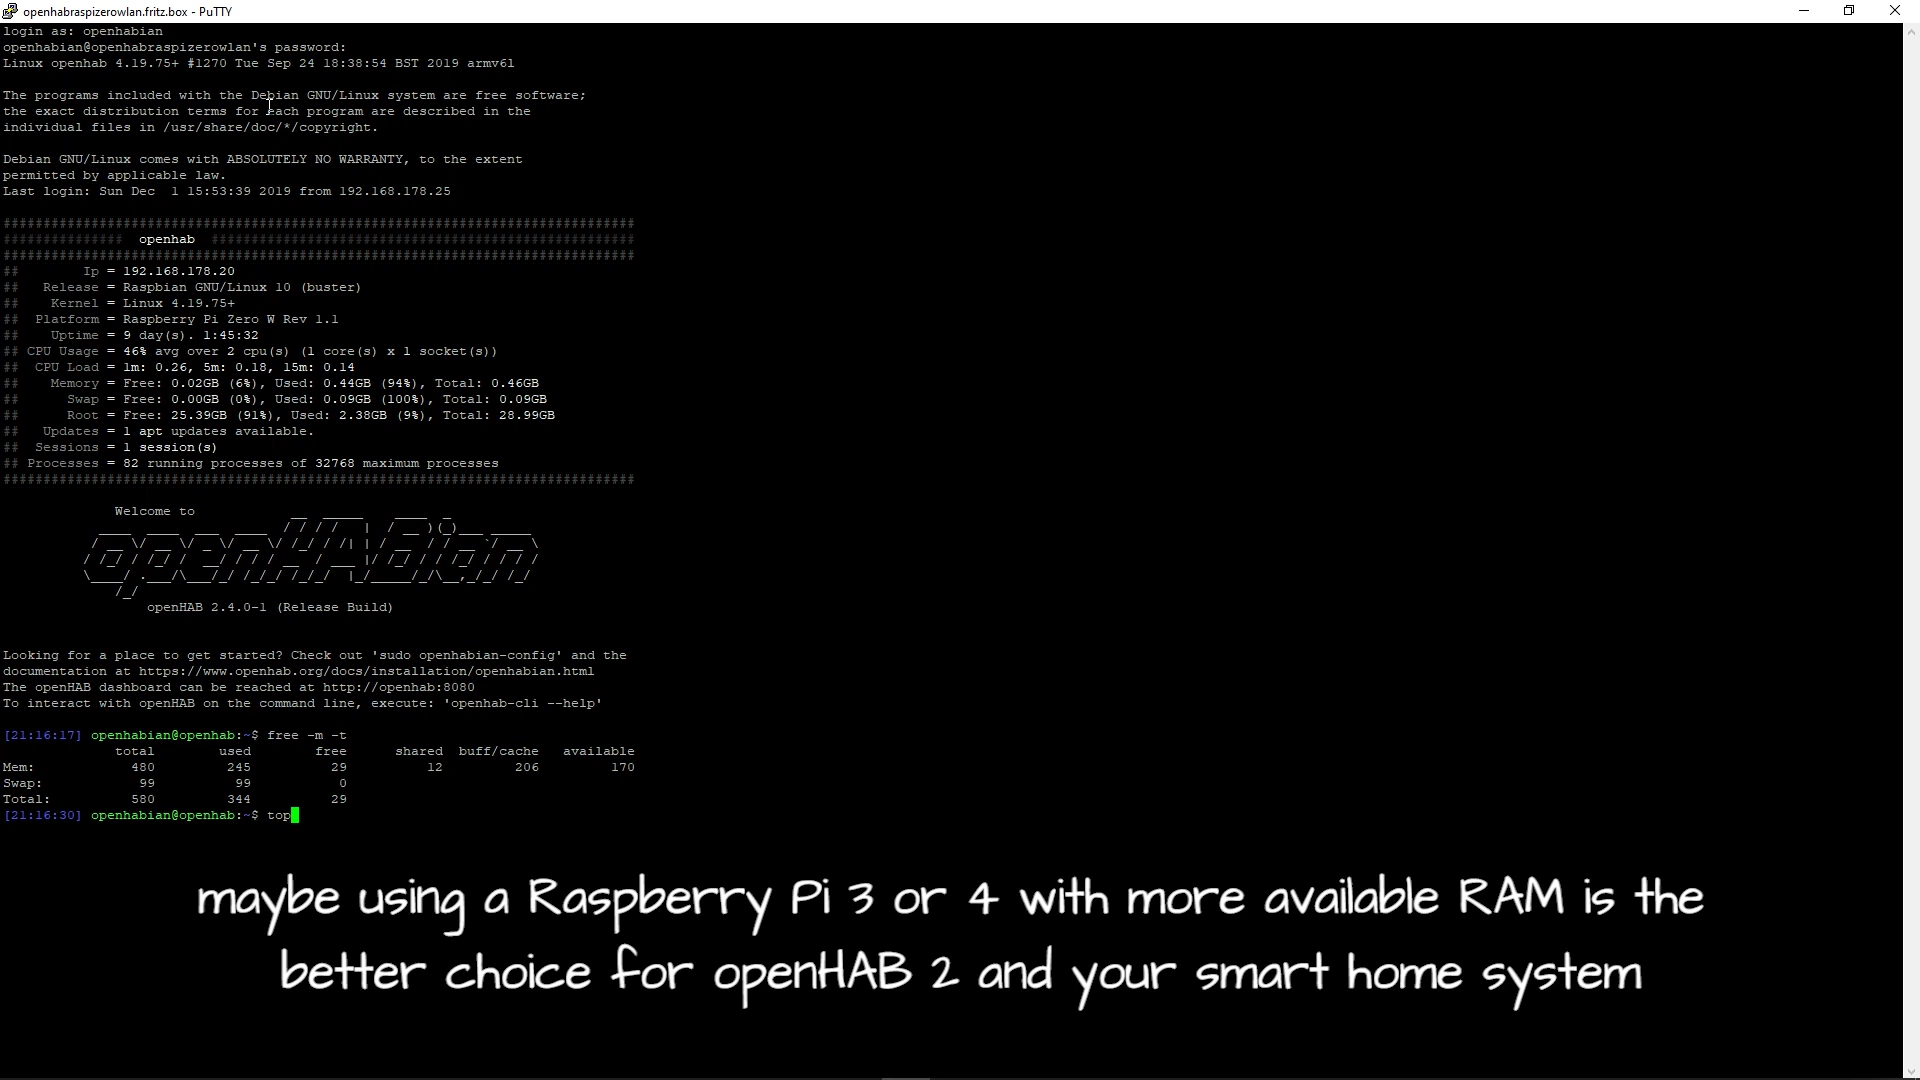 openhabraspizerowlan.fritz.box - PuTTY
login as: openhabian
openhabian@openhabraspizerowlan's password:
Linux openhab 4.19.75+ #1270 Tue Sep 24 18:38:54 BST 2019 armv6l
The programs included with the Debian GNU/Linux system are free software;
the exact distribution terms for each program are described in the
individual files in /usr/share/doc/*/copyright.
Debian GNU/Linux comes with ABSOLUTELY NO WARRANTY, to the extent
permitted by applicable law.
Last login: Sun Dec  1 15:53:39 2019 from 192.168.178.25
###############################################################################
############### openhab #####################################################
###############################################################################
## Ip = 192.168.178.20
## Release = Raspbian GNU/Linux 10 (buster)
## Kernel = Linux 4.19.75+
## Platform = Raspberry Pi Zero W Rev 1.1
## Uptime = 9 day(s). 1:45:32
## CPU Usage = 46% avg over 2 cpu(s) (1 core(s) x 1 socket(s))
## CPU Load = 1m: 0.26, 5m: 0.18, 15m: 0.14
## Memory = Free: 0.02GB (6%), Used: 0.44GB (94%), Total: 0.46GB
## Swap = Free: 0.00GB (0%), Used: 0.09GB (100%), Total: 0.09GB
## Root = Free: 25.39GB (91%), Used: 2.38GB (9%), Total: 28.99GB
## Updates = 1 apt updates available.
## Sessions = 1 session(s)
## Processes = 82 running processes of 32768 maximum processes
###############################################################################
Welcome to
openHABian
openHAB 2.4.0-1 (Release Build)
Looking for a place to get started? Check out 'sudo openhabian-config' and the
documentation at https://www.openhab.org/docs/installation/openhabian.html
The openHAB dashboard can be reached at http://openhab:8080
To interact with openHAB on the command line, execute: 'openhab-cli --help'
[21:16:17] openhabian@openhab:~$ free -m -t
total used free shared buff/cache available
Mem: 480 245 29 12 206 170
Swap: 99 99 0
Total: 580 344 29
[21:16:30] openhabian@openhab:~$ top
maybe using a Raspberry Pi 3 or 4 with more available RAM is the
better choice for openHAB 2 and your smart home system